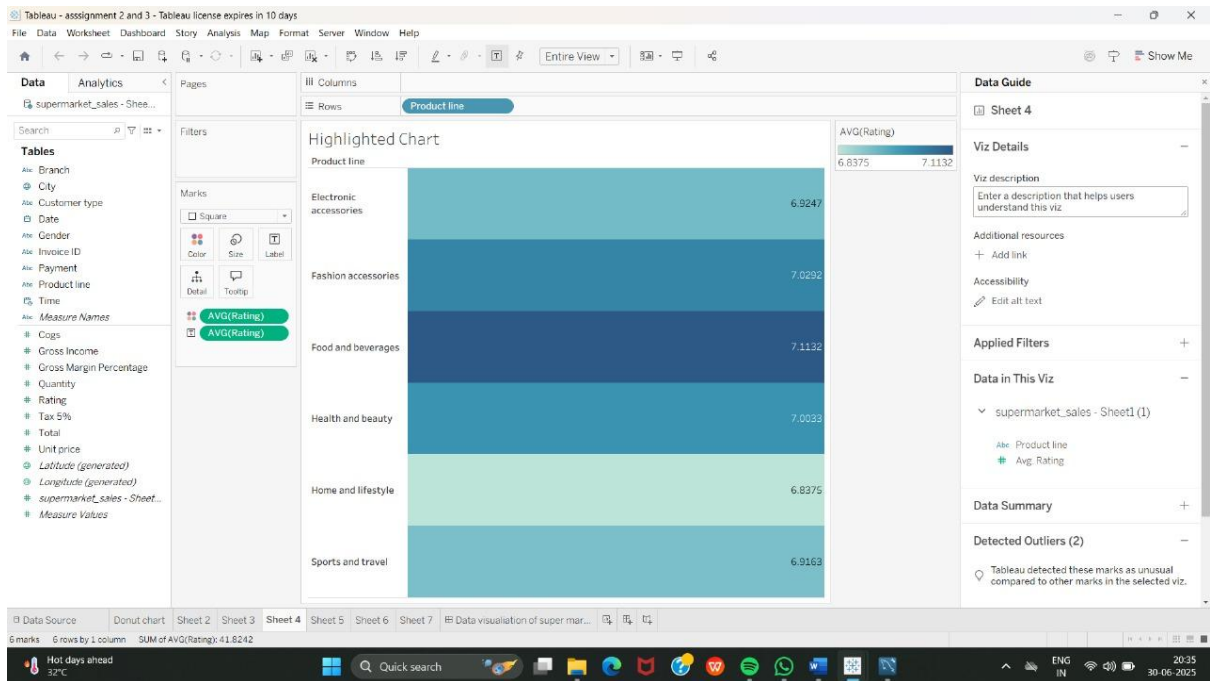 Tableau - asssignment 2 and 3 - Tableau license expires in 10 days
File Data Worksheet Dashboard Story Analysis Map Format Server Window Help
Entire View
Show Me
Data Analytics
supermarket_sales - Shee...
Search
Tables
Abc Branch
City
Abc Customer type
Date
Abc Gender
Abc Invoice ID
Abc Payment
Abc Product line
Time
Abc Measure Names
# Cogs
# Gross Income
# Gross Margin Percentage
# Quantity
# Rating
# Tax 5%
# Total
# Unit price
Latitude (generated)
Longitude (generated)
# supermarket_sales - Sheet...
# Measure Values
Pages
Filters
Marks
Square
Color Size Label
Detail Tooltip
AVG(Rating)
AVG(Rating)
Columns
Rows Product line
Highlighted Chart
Product line
Electronic
accessories
6.9247
Fashion accessories 7.0292
Food and beverages 7.1132
Health and beauty 7.0033
Home and lifestyle 6.8375
Sports and travel 6.9163
AVG(Rating)
6.8375 7.1132
Data Guide
Sheet 4
Viz Details
Viz description
Enter a description that helps users
understand this viz
Additional resources
Add link
Accessibility
Edit alt text
Applied Filters
Data in This Viz
supermarket_sales - Sheet1 (1)
Abc Product line
# Avg. Rating
Data Summary
Detected Outliers (2)
Tableau detected these marks as unusual
compared to other marks in the selected viz.
Data Source Donut chart Sheet 2 Sheet 3 Sheet 4 Sheet 5 Sheet 6 Sheet 7 Data visualiation of super mar...
6 marks 6 rows by 1 column SUM of AVG(Rating): 41.8242
Hot days ahead
32°C
Quick search
ENG
IN
20:35
30-06-2025